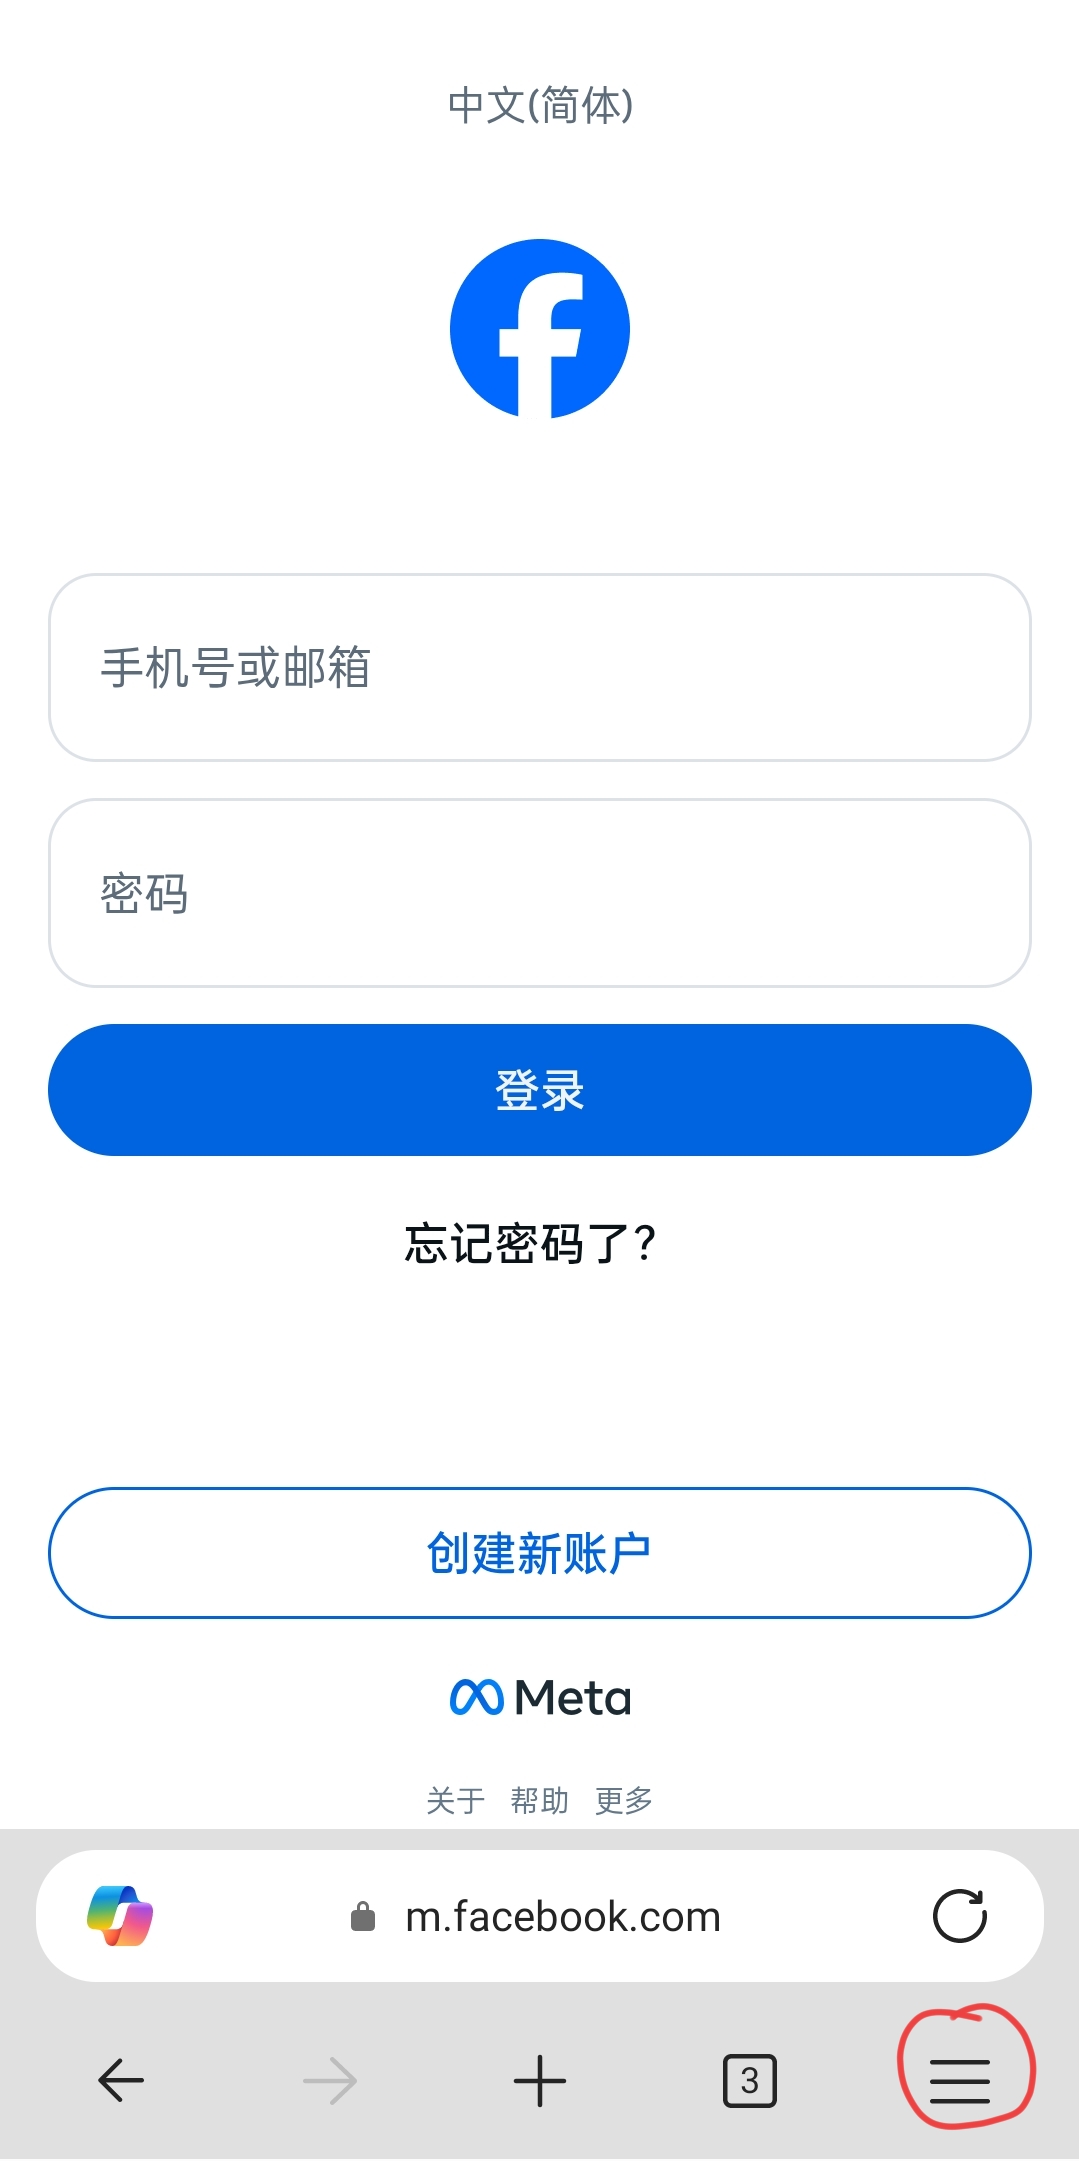 中文(简体)
手机号或邮箱
密码
登录
忘记密码了？
创建新账户
Meta
关于 帮助 更多
m.facebook.com
3